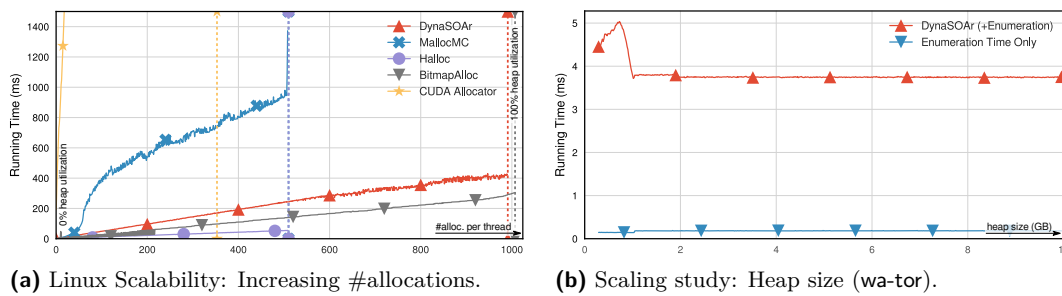 1400
1200
1000
800
600
400
200
0
Running Time (ms)
0% heap utilization
DynaSOAr
MallocMC
Halloc
BitmapAlloc
CUDA Allocator
100% heap utilization
#alloc. per thread
0 200 400 600 800 1000
(a) Linux Scalability: Increasing #allocations.
5
4
3
2
1
0
Running Time (ms)
DynaSOAr (+Enumeration)
Enumeration Time Only
heap size (GB)
0 2 4 6 8 10
(b) Scaling study: Heap size (wa-tor).